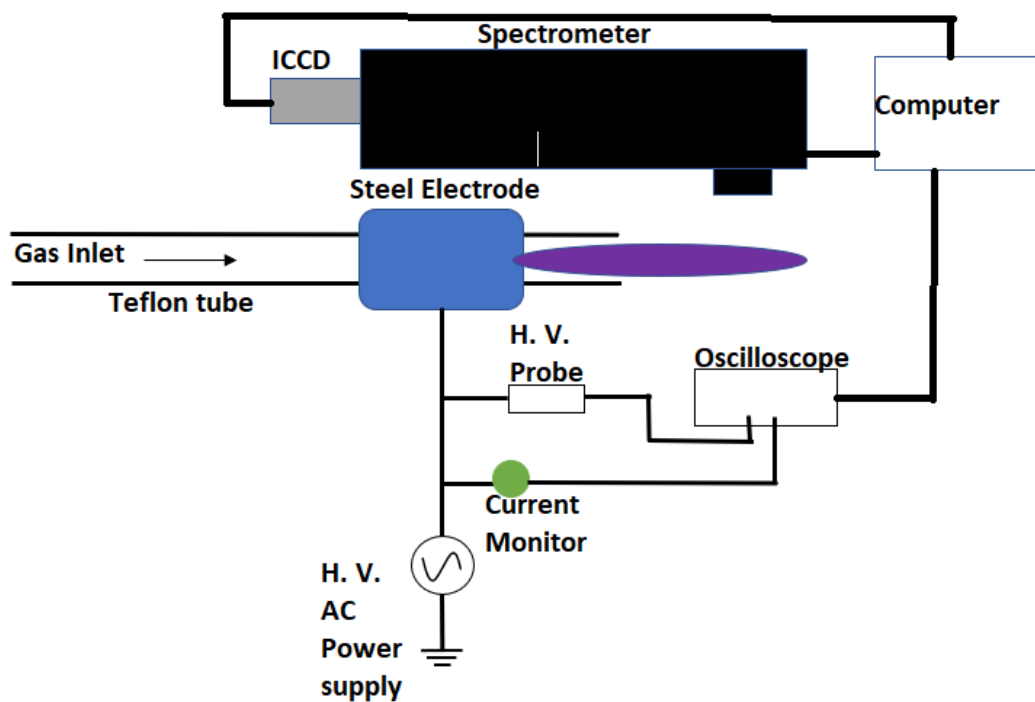 Spectrometer
ICCD
Computer
Steel Electrode
Gas Inlet
Teflon tube
H. V.
Probe
Oscilloscope
Current
Monitor
H. V.
AC
Power
supply